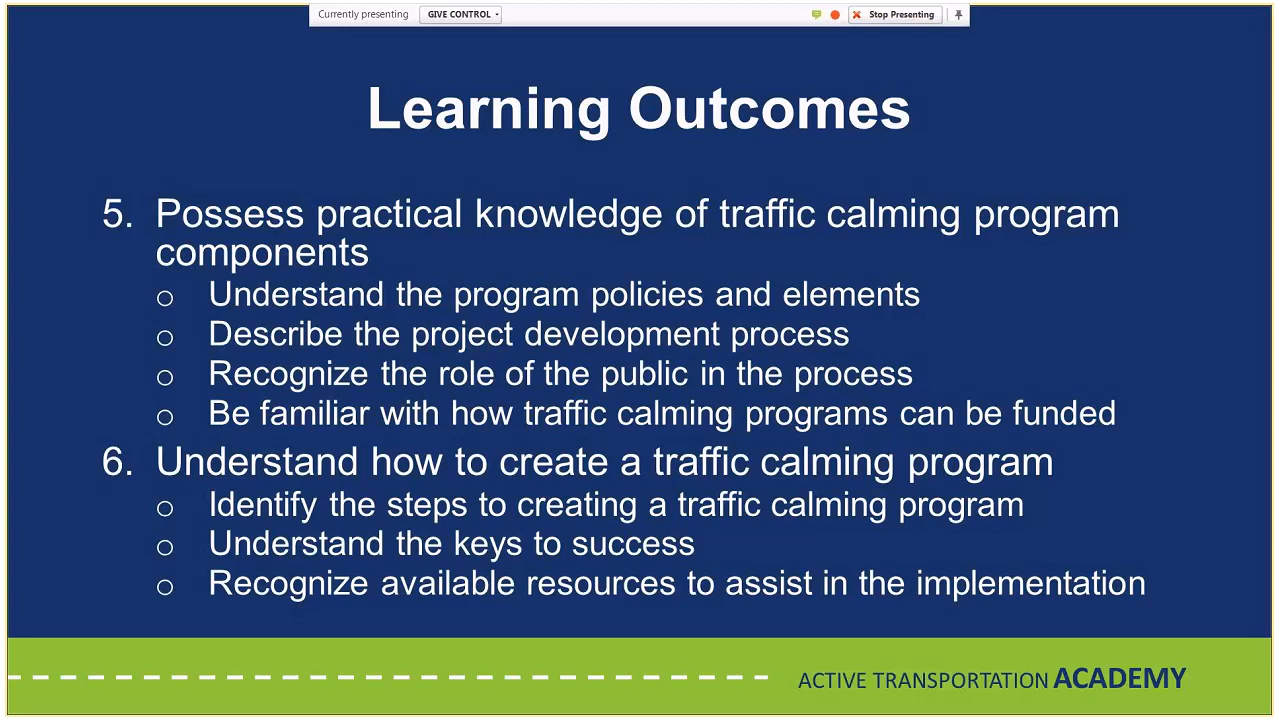 Currently presenting GIVE CONTROL Stop Presenting
Learning Outcomes
5. Possess practical knowledge of traffic calming program
components
o Understand the program policies and elements
o Describe the project development process
o Recognize the role of the public in the process
o Be familiar with how traffic calming programs can be funded
6. Understand how to create a traffic calming program
o Identify the steps to creating a traffic calming program
o Understand the keys to success
o Recognize available resources to assist in the implementation
ACTIVE TRANSPORTATION ACADEMY